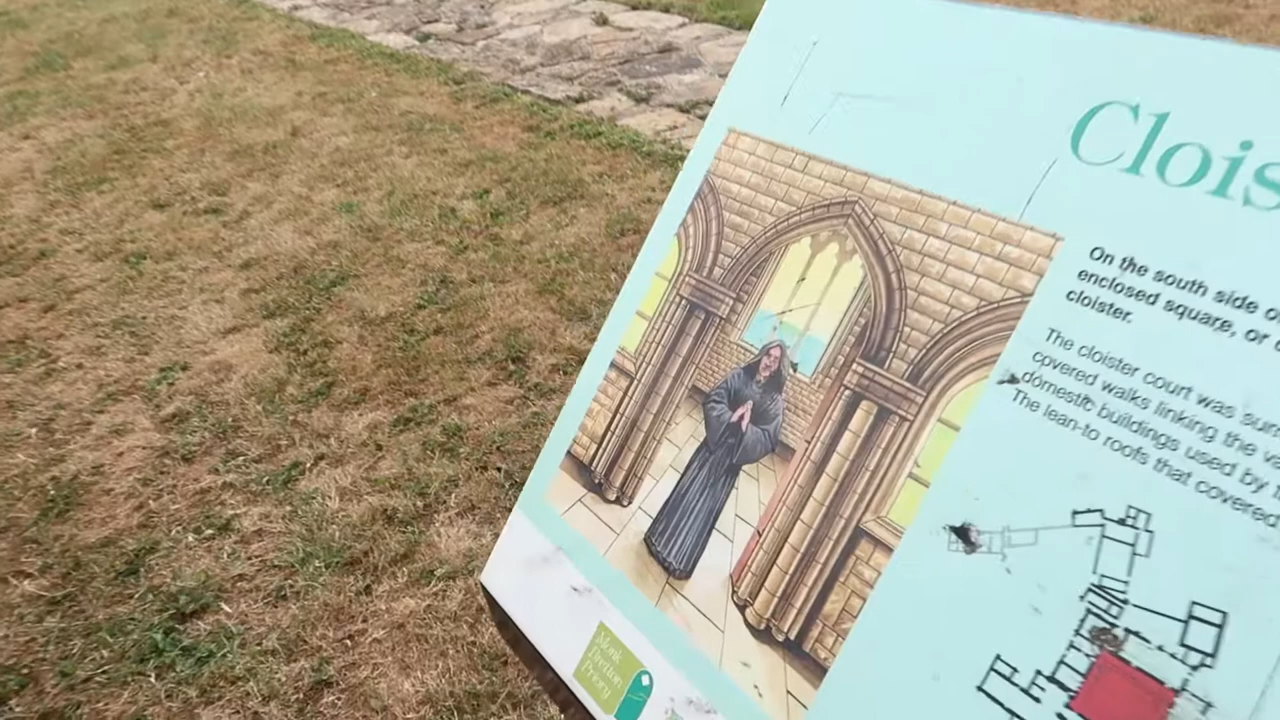 Clois
On the south side o
enclosed square, or
cloister.
The cloister court was sur
covered walks linking the va
domestic buildings used by
The lean-to roofs that covered
Monk
Bretton
Priory